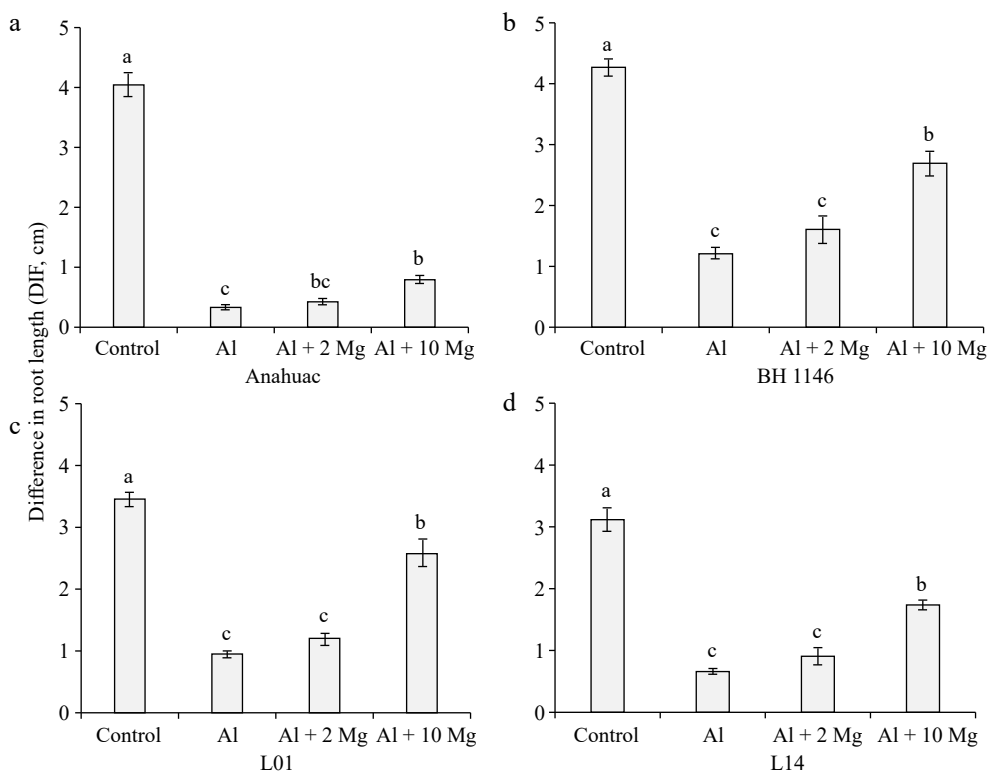 Difference in root length (DIF, cm)
a
5
4
3
2
1
0
a
c
bc
b
Control Al Al + 2 Mg Al + 10 Mg
Anahuac
b
5
4
3
2
1
0
a
c
c
b
Control Al Al + 2 Mg Al + 10 Mg
BH 1146
c
5
4
3
2
1
0
a
c
c
b
Control Al Al + 2 Mg Al + 10 Mg
L01
d
5
4
3
2
1
0
a
c
c
b
Control Al Al + 2 Mg Al + 10 Mg
L14